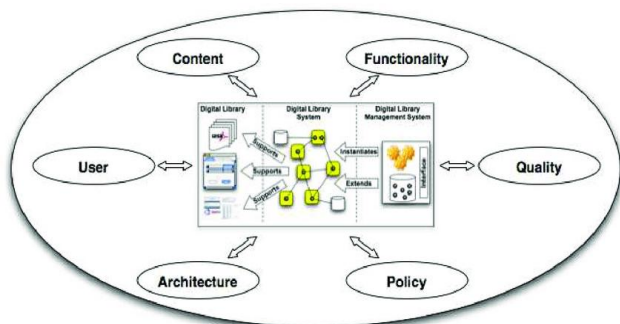 Content
Functionality
Digital Library
Digital Library
System
Digital Library
Management System
Supports
Instantiates
User
Supports
Interface
Quality
Extends
Supports
Architecture
Policy